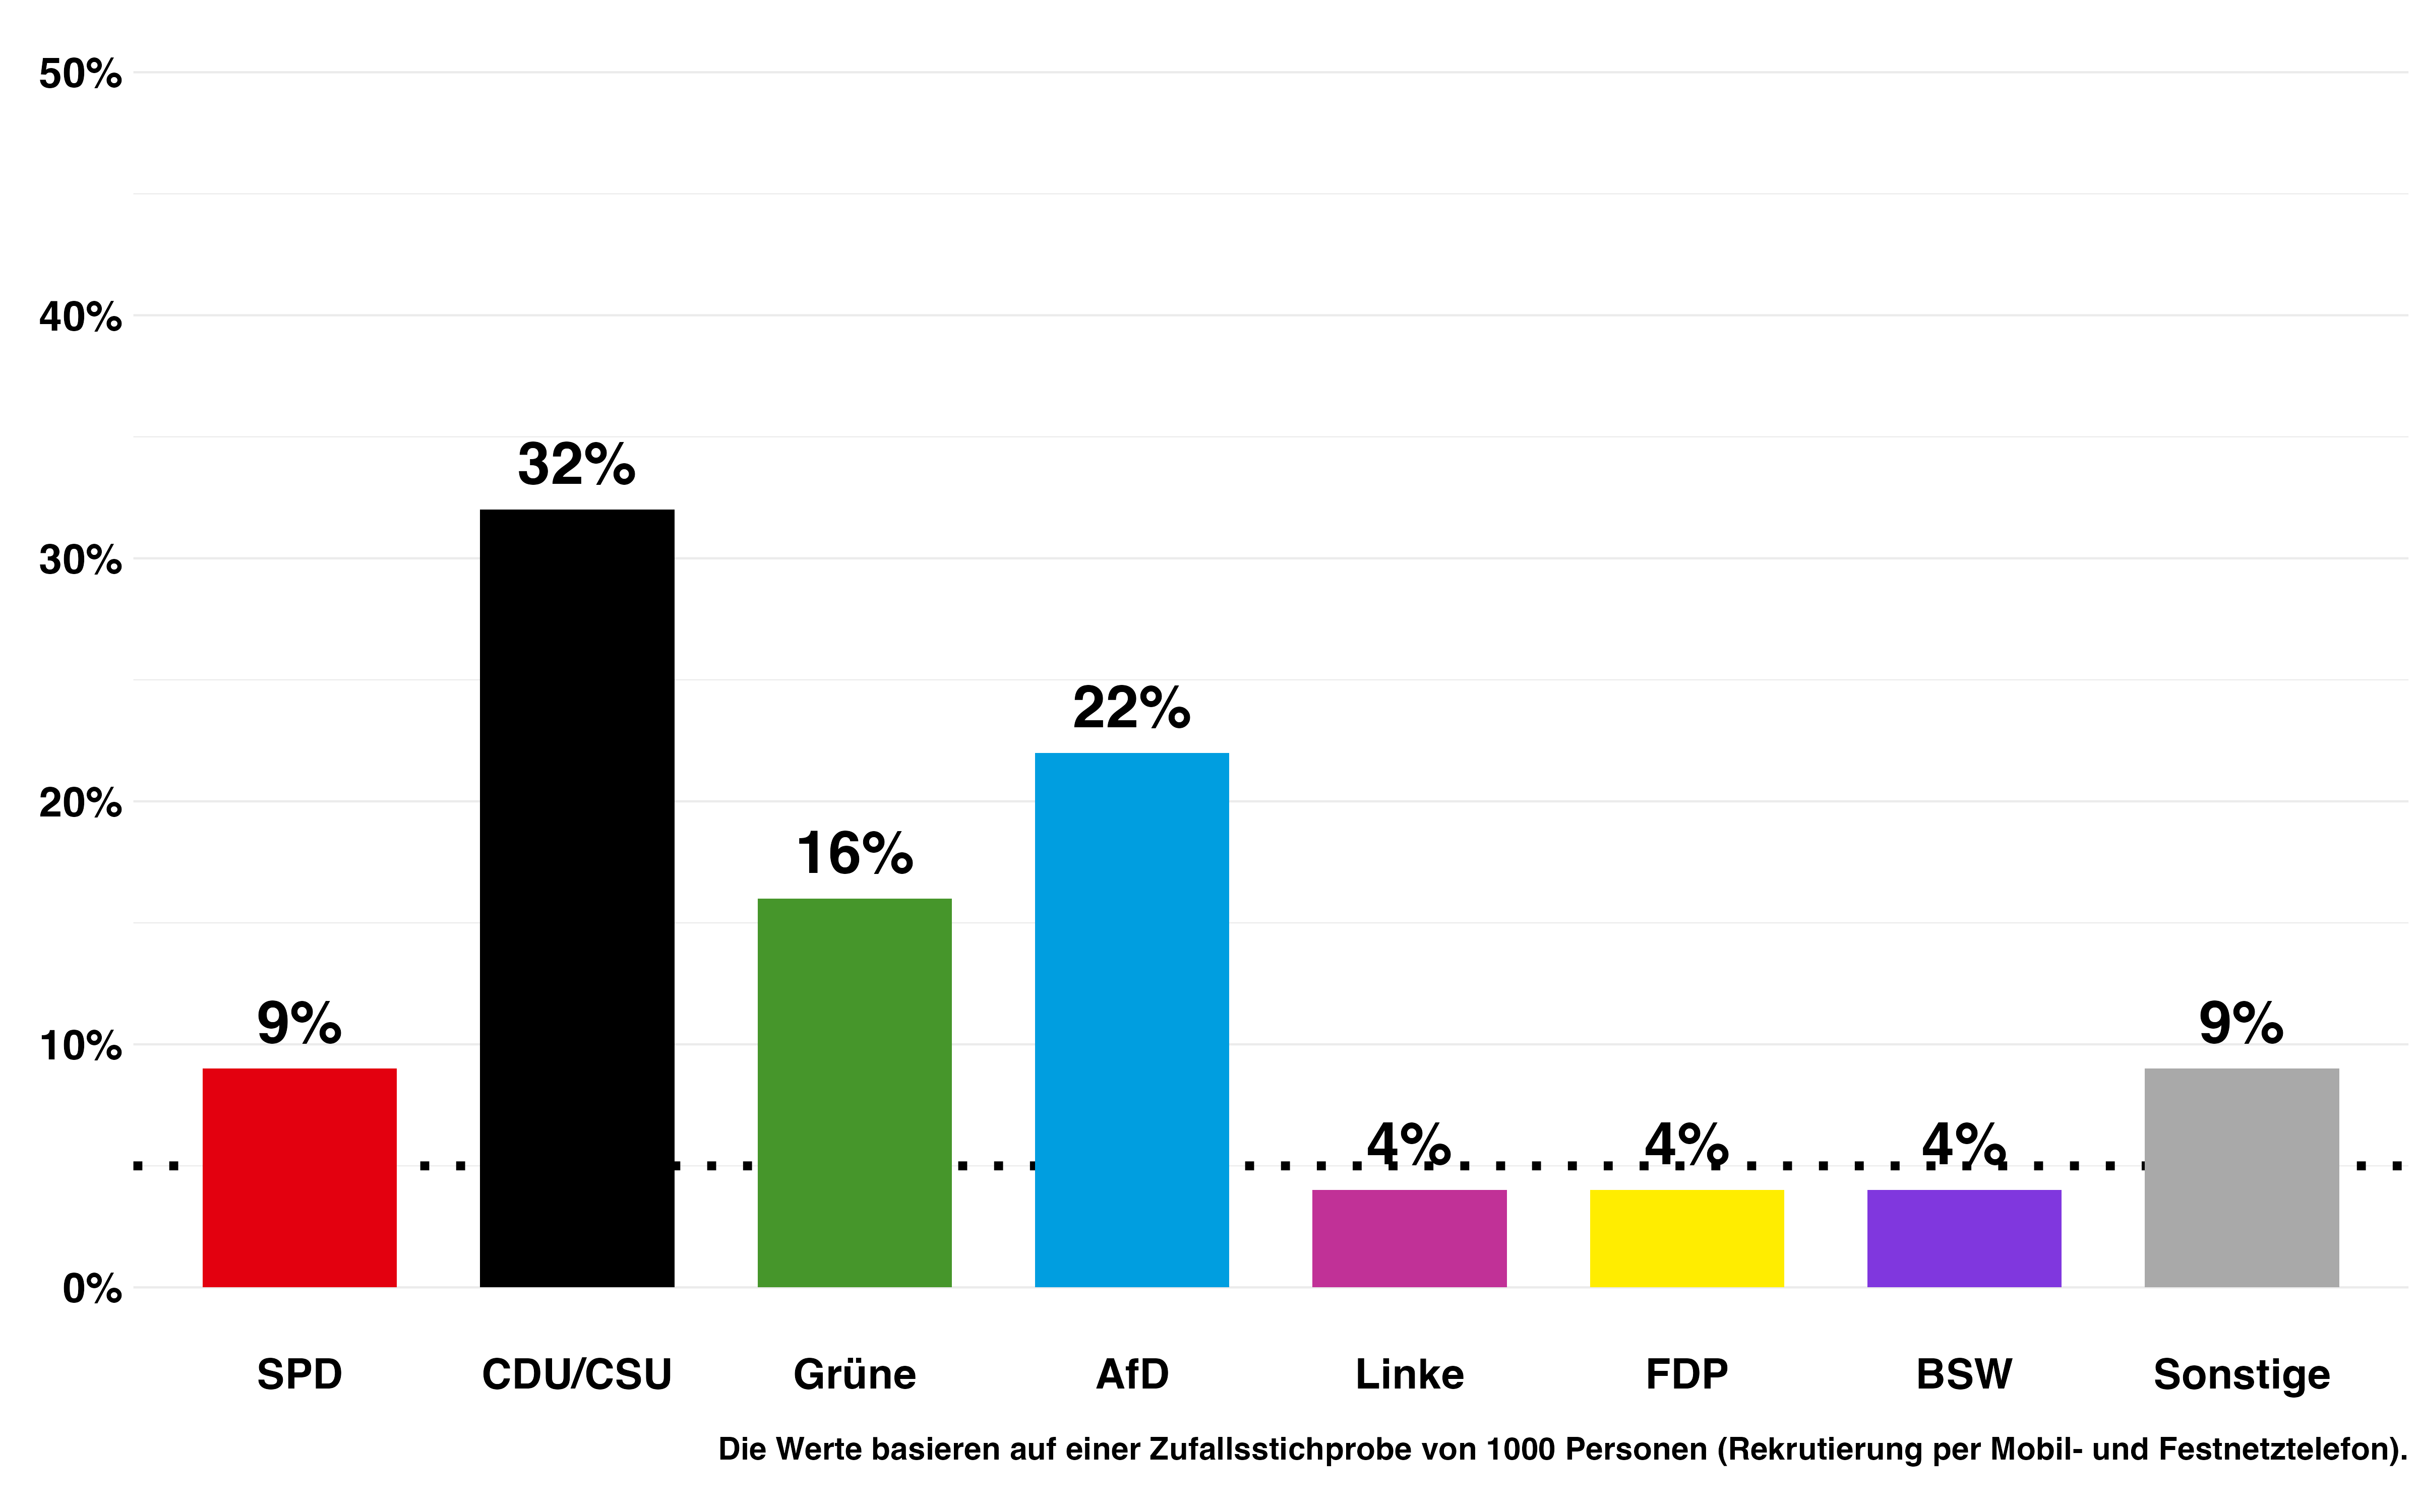 50%
40%
30%
20%
10%
0%
9%
32%
16%
22%
4%
4%
4%
9%
SPD
CDU/CSU
Grüne
AfD
Linke
FDP
BSW
Sonstige
Die Werte basieren auf einer Zufallsstichprobe von 1000 Personen (Rekrutierung per Mobil- und Festnetztelefon).